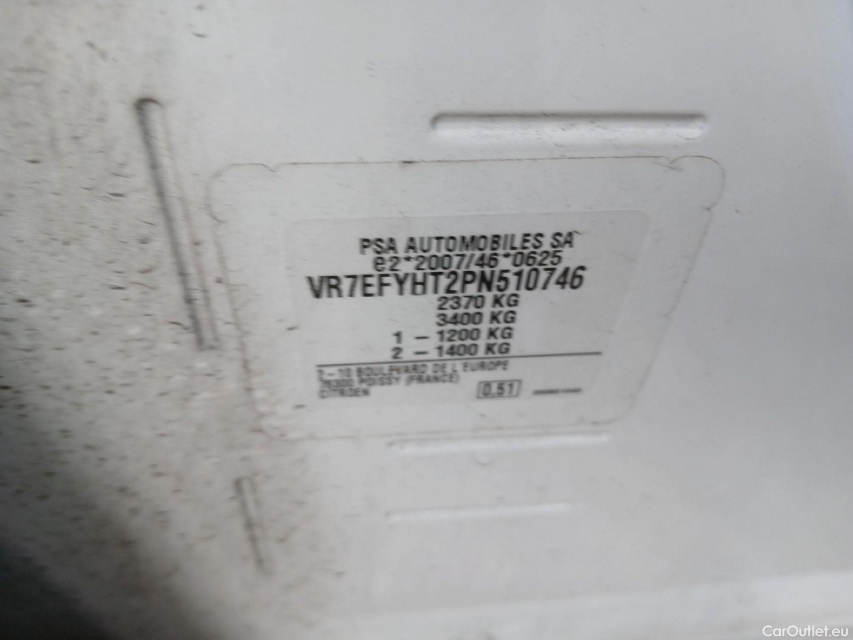 PSA AUTOMOBILES SA
e2*2007/46*0625
VR7EFYHT2PN510746
2370 KG
3400 KG
1 - 1200 KG
2 - 1400 KG
2-10 BOULEVARD DE L'EUROPE
78300 POISSY (FRANCE)
CITROEN
0.51
CarOutlet.eu